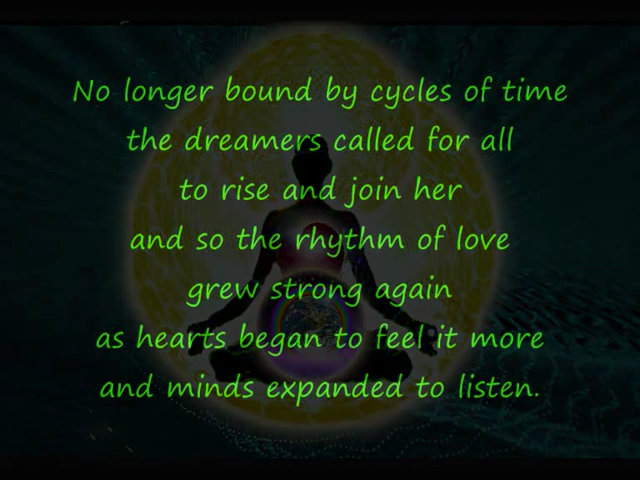 No longer bound by cycles of time
the dreamers called for all
to rise and join her
and so the rhythm of love
grew strong again
as hearts began to feel it more
and minds expanded to listen.